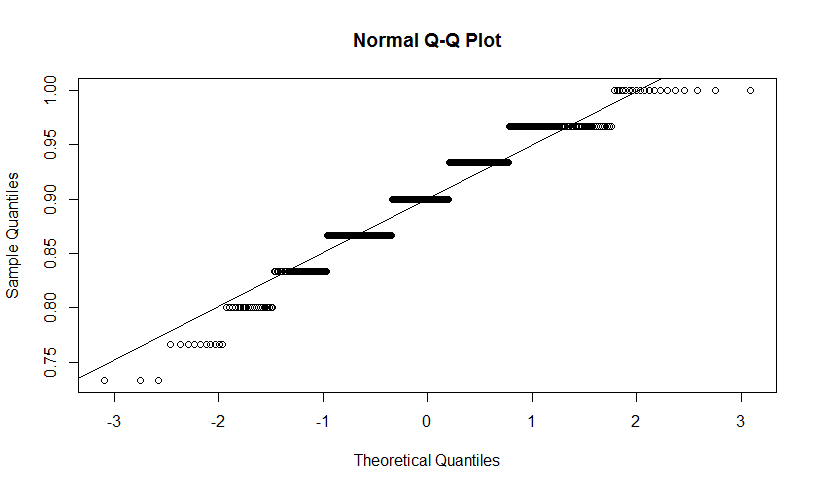 Normal Q-Q Plot
1.00
0.95
0.90
0.85
0.80
0.75
Sample Quantiles
-3 -2 -1 0 1 2 3
Theoretical Quantiles